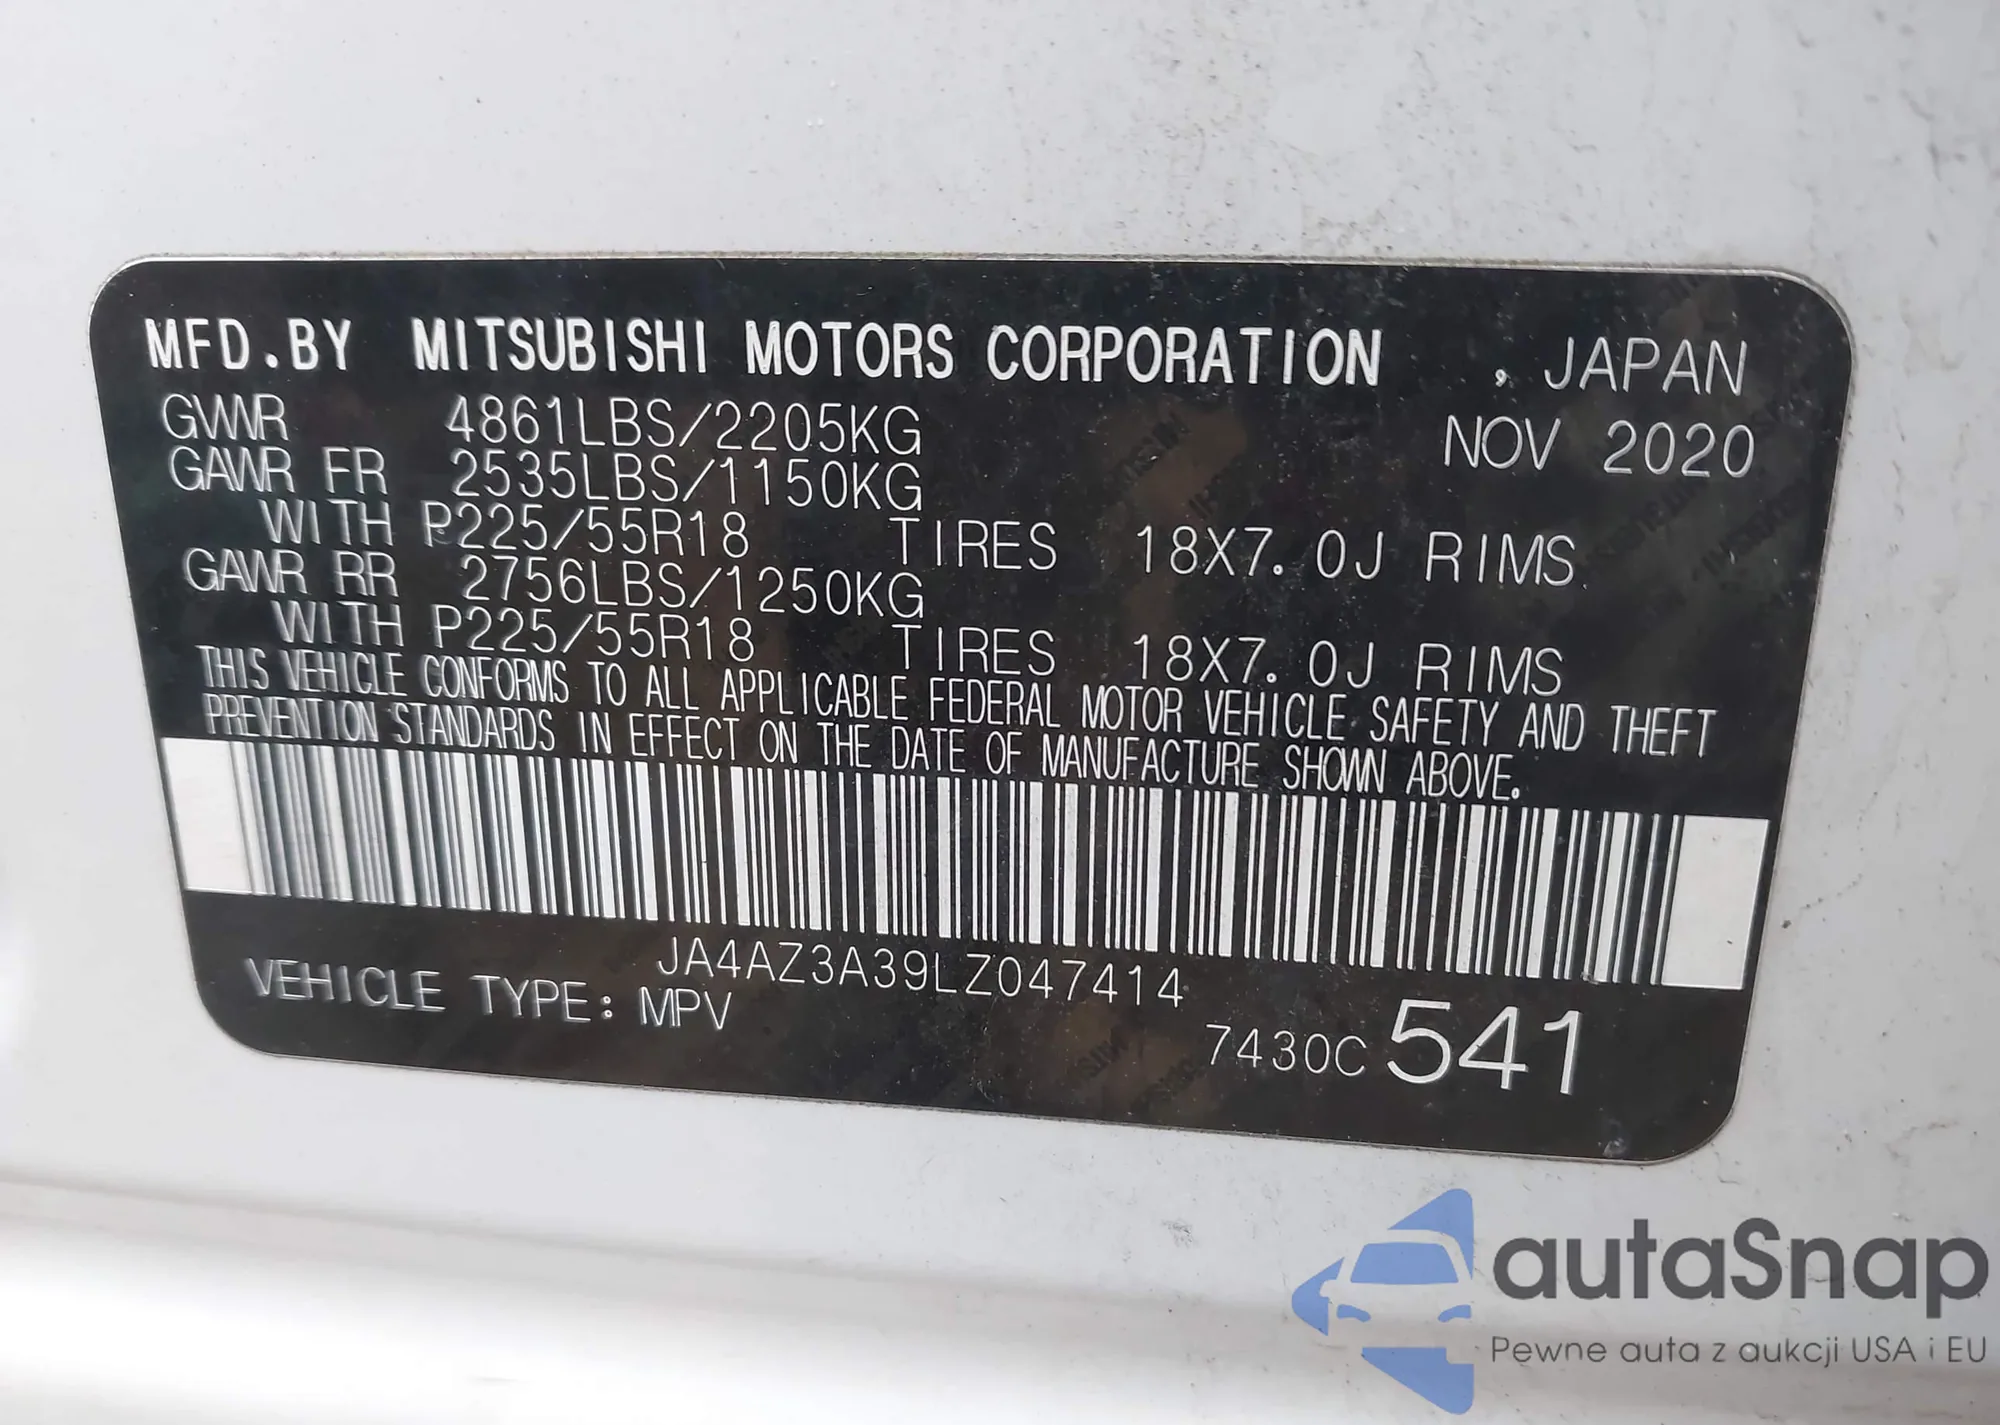 MFD.BY MITSUBISHI MOTORS CORPORATION , JAPAN
GVWR 4861LBS/2205KG NOV 2020
GAWR FR 2535LBS/1150KG
WITH P225/55R18 TIRES 18X7.0J RIMS
GAWR RR 2756LBS/1250KG
WITH P225/55R18 TIRES 18X7.0J RIMS
THIS VEHICLE CONFORMS TO ALL APPLICABLE FEDERAL MOTOR VEHICLE SAFETY AND THEFT
PREVENTION STANDARDS IN EFFECT ON THE DATE OF MANUFACTURE SHOWN ABOVE.
JA4AZ3A39LZ047414
VEHICLE TYPE: MPV
7430C 541
autaSnap
Pewne auta z aukcji USA i EU